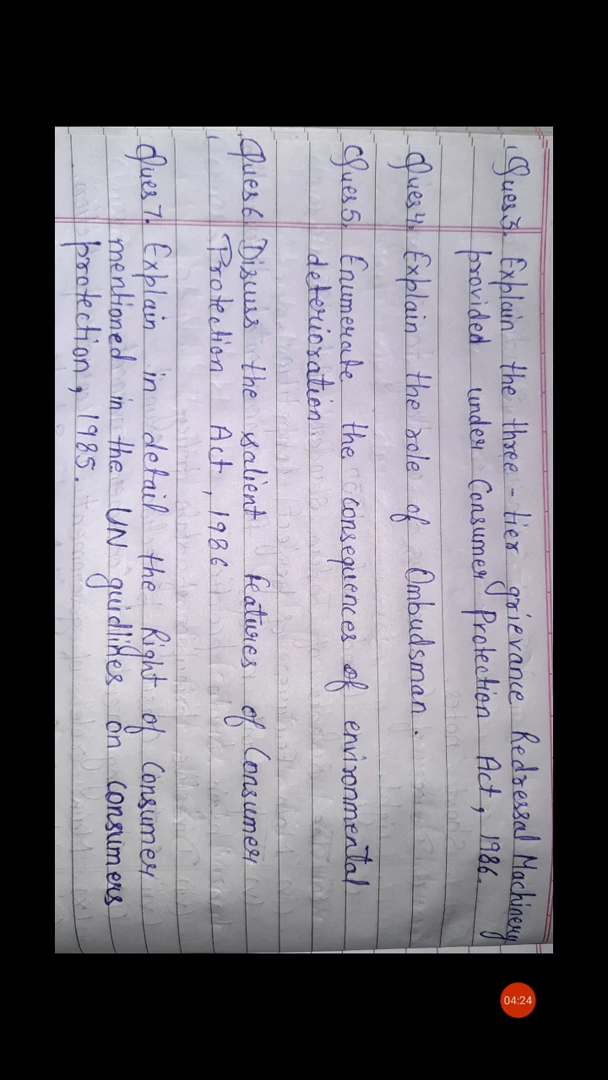 Ques 3. Explain the three-tier grievance Redressal Machinery
provided under Consumer Protection Act, 1986.
Ques 4. Explain the role of Ombudsman.
Ques 5. Enumerate the consequences of environmental
deterioration
Ques 6. Discuss the salient features of Consumer
Protection Act, 1986
Ques 7. Explain in detail the Right of Consumer
mentioned in the UN guidlines on consumers
protection, 1985.
04:24